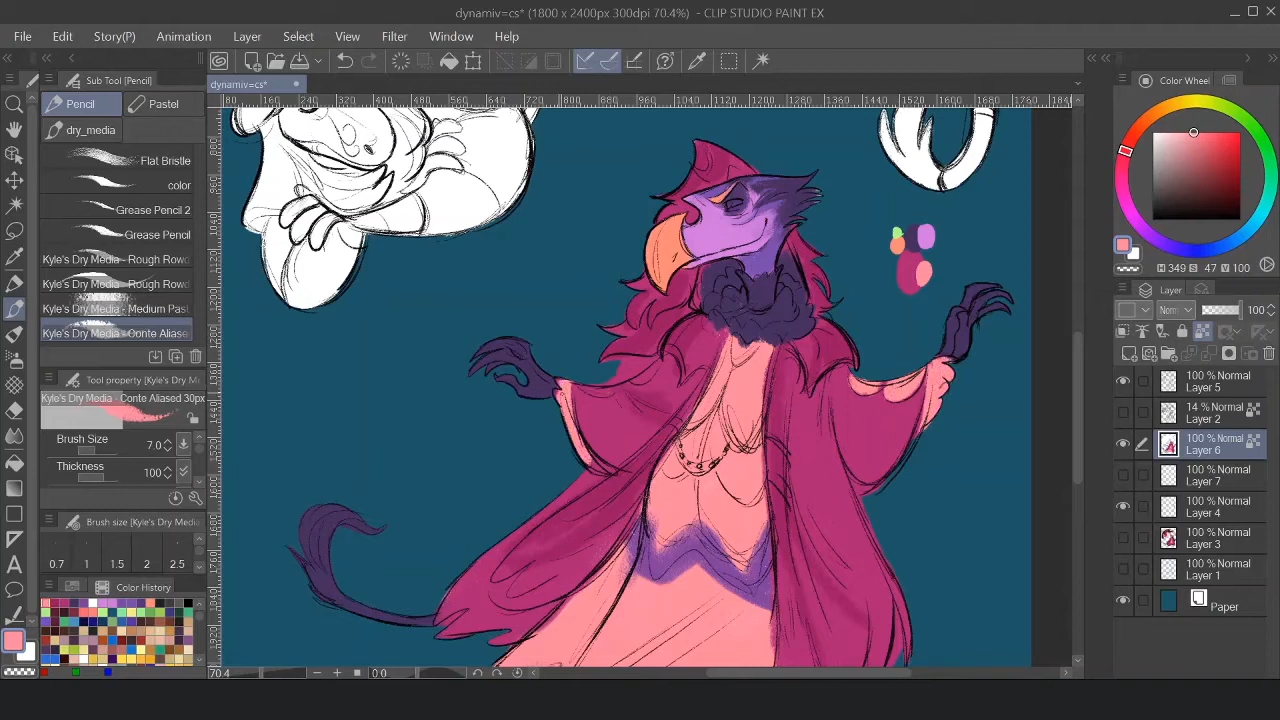 dynamiv=cs* (1800 x 2400px 300dpi 70.4%) - CLIP STUDIO PAINT EX
File Edit Story(P) Animation Layer Select View Filter Window Help
Sub Tool [Pencil]
dynamiv=cs*
Color Wheel
Pencil
Pastel
dry_media
Flat Bristle
color
Grease Pencil 2
Grease Pencil
Kyle's Dry Media - Rough Rowd
Kyle's Dry Media - Rough Rowd
Kyle's Dry Media - Medium Past
Kyle's Dry Media - Conte Aliase
Tool property [Kyle's Dry M
Kyle's Dry Media - Conte Aliased 30px
Brush Size 7.0
Thickness 100
Brush size [Kyle's Dry Media
0.7 1 1.5 2 2.5
Color History
70.4
0.0
H 349 S 47 V 100
Layer
Norm 100
100 % Normal
Layer 5
14 % Normal
Layer 2
100 % Normal
Layer 6
100 % Normal
Layer 7
100 % Normal
Layer 4
100 % Normal
Layer 3
100 % Normal
Layer 1
Paper